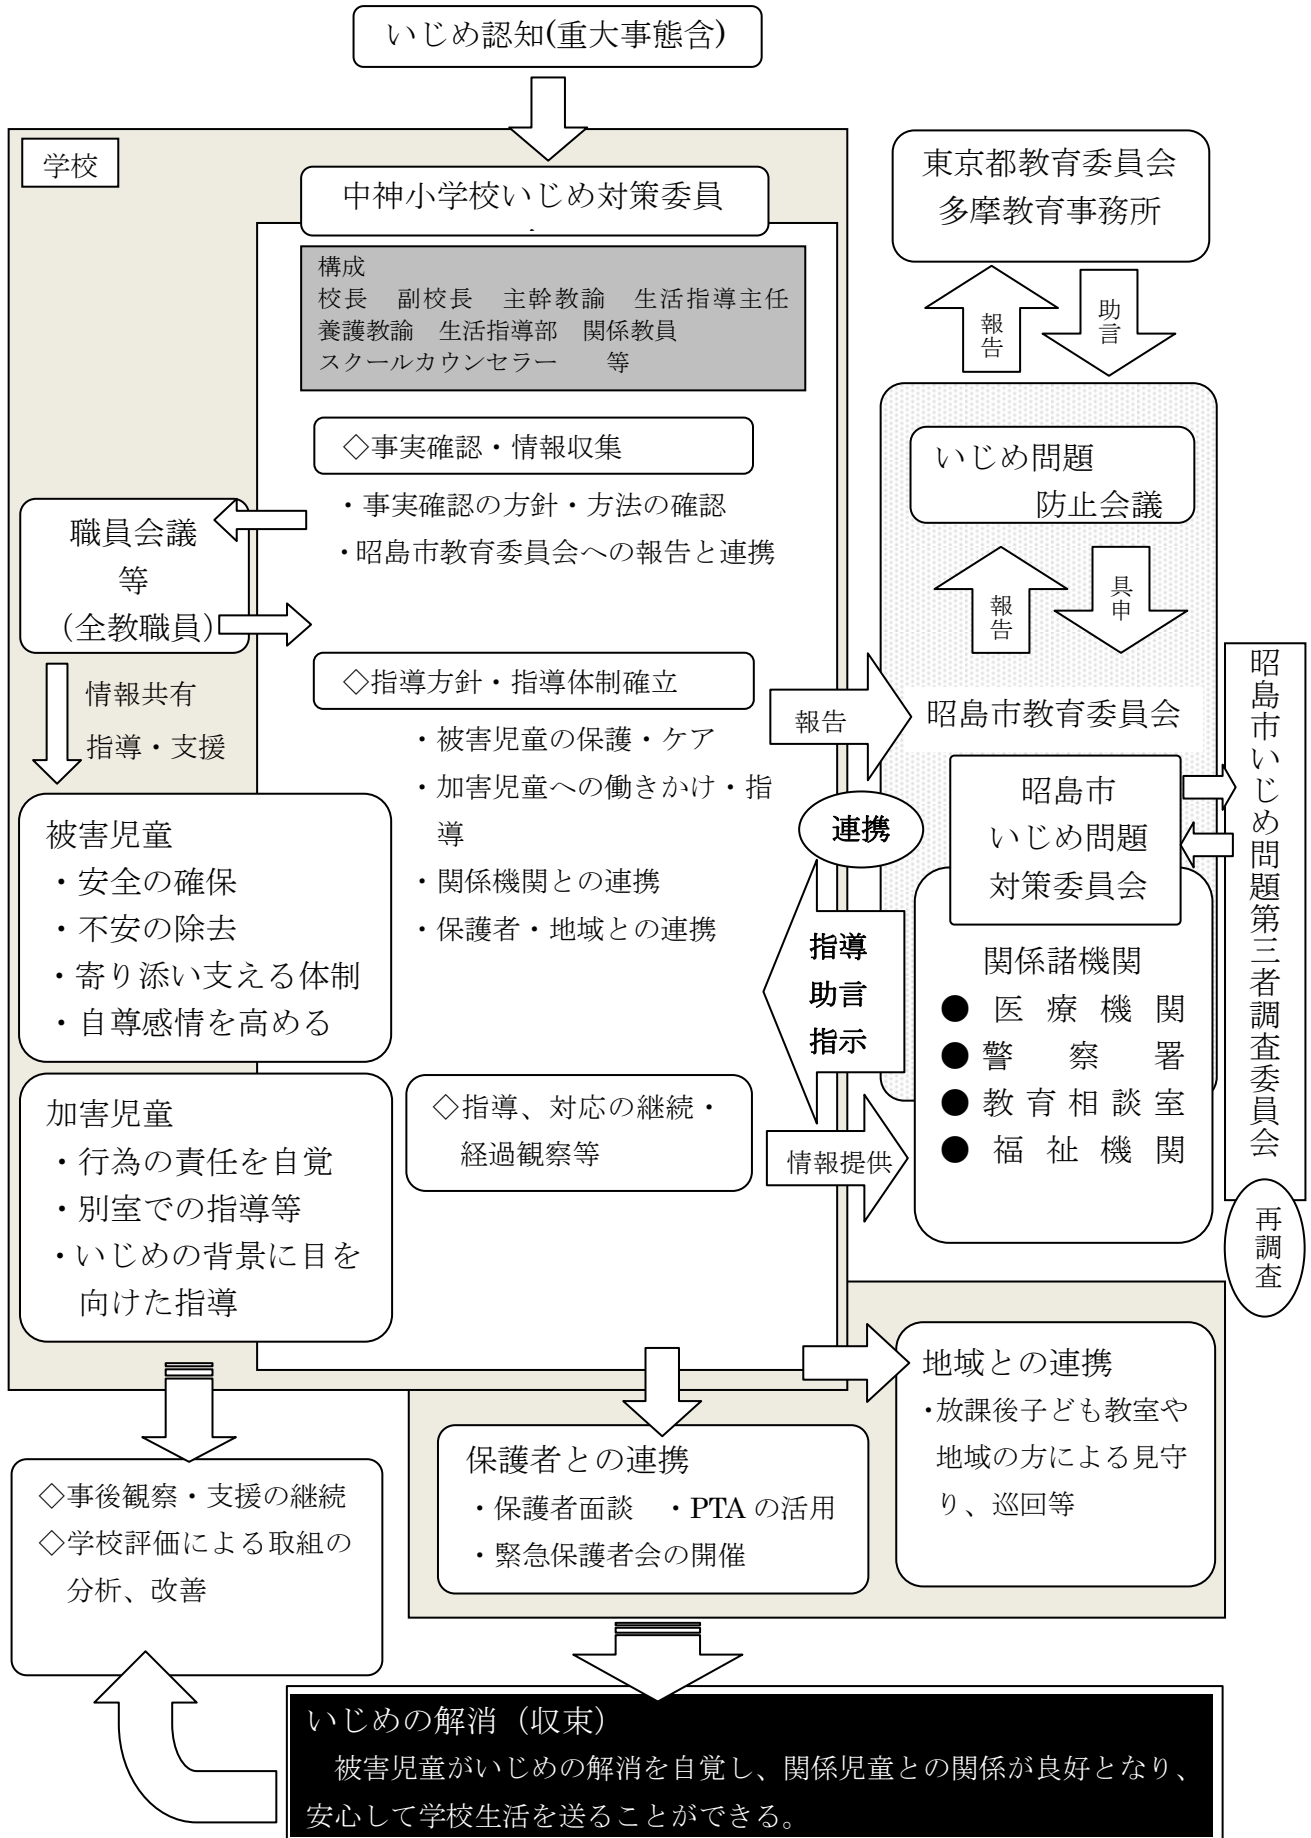 いじめ認知(重大事態含)
学校
中神小学校いじめ対策委員
構成
校長　副校長　主幹教諭　生活指導主任
養護教諭　生活指導部　関係教員
スクールカウンセラー　　等
◇事実確認・情報収集
・事実確認の方針・方法の確認
・昭島市教育委員会への報告と連携
職員会議
等
（全教職員）
情報共有
指導・支援
◇指導方針・指導体制確立
・被害児童の保護・ケア
・加害児童への働きかけ・指
導
・関係機関との連携
・保護者・地域との連携
被害児童
・安全の確保
・不安の除去
・寄り添い支える体制
・自尊感情を高める
加害児童
・行為の責任を自覚
・別室での指導等
・いじめの背景に目を
向けた指導
◇指導、対応の継続・
経過観察等
東京都教育委員会
多摩教育事務所
報告
助言
いじめ問題
防止会議
報告
具申
報告
昭島市教育委員会
連携
昭島市
いじめ問題
対策委員会
指導
助言
指示
関係諸機関
●医療機関
●警察署
●教育相談室
●福祉機関
情報提供
昭島市いじめ問題第三者調査委員会
再調査
地域との連携
・放課後子ども教室や
地域の方による見守
り、巡回等
保護者との連携
・保護者面談　・PTA の活用
・緊急保護者会の開催
◇事後観察・支援の継続
◇学校評価による取組の
分析、改善
いじめの解消（収束）
被害児童がいじめの解消を自覚し、関係児童との関係が良好となり、
安心して学校生活を送ることができる。